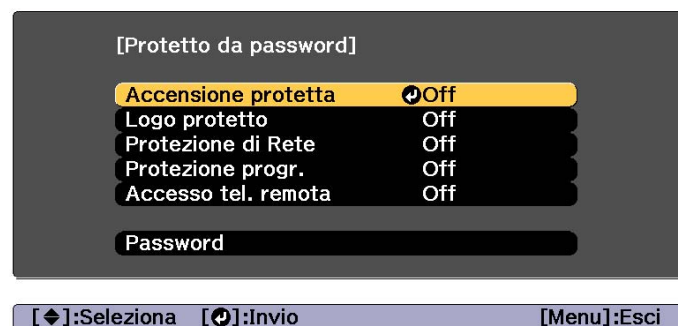 [Protetto da password]
Accensione protetta Off
Logo protetto Off
Protezione di Rete Off
Protezione progr. Off
Accesso tel. remota Off
Password
[ ]:Seleziona [ ]:Invio [Menu]:Esci